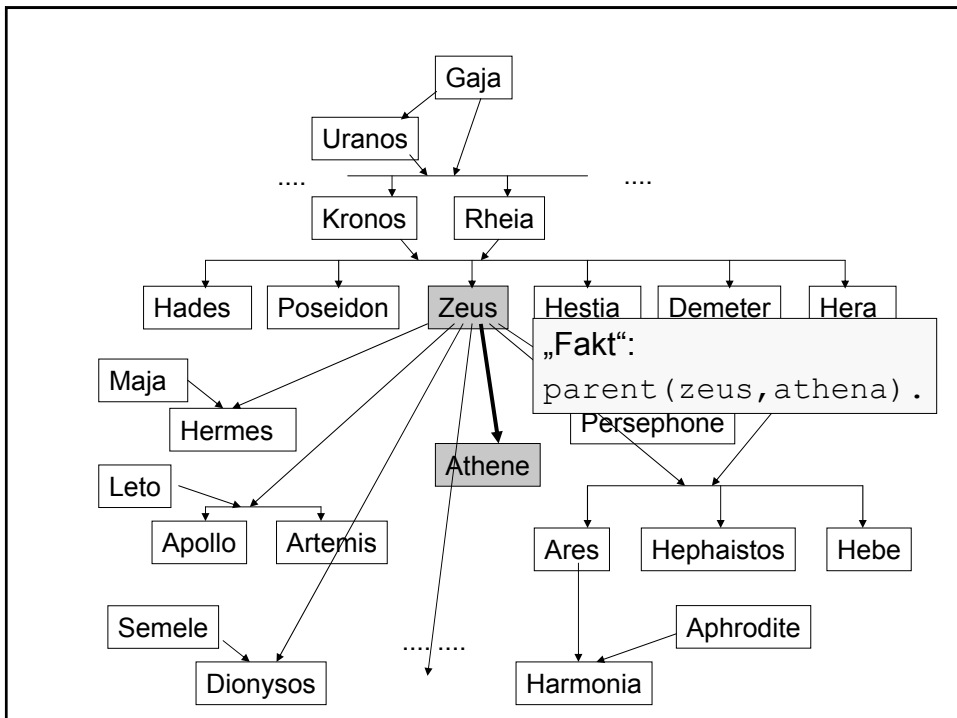 Gaja
Uranos
.... ....
Kronos Rheia
Hades Poseidon Zeus Hestia Demeter Hera
„Fakt“:
parent(zeus,athena).
Maja
Hermes
Persephone
Athene
Leto
Apollo Artemis
Ares Hephaistos Hebe
Semele
Aphrodite
.... ....
Dionysos
Harmonia